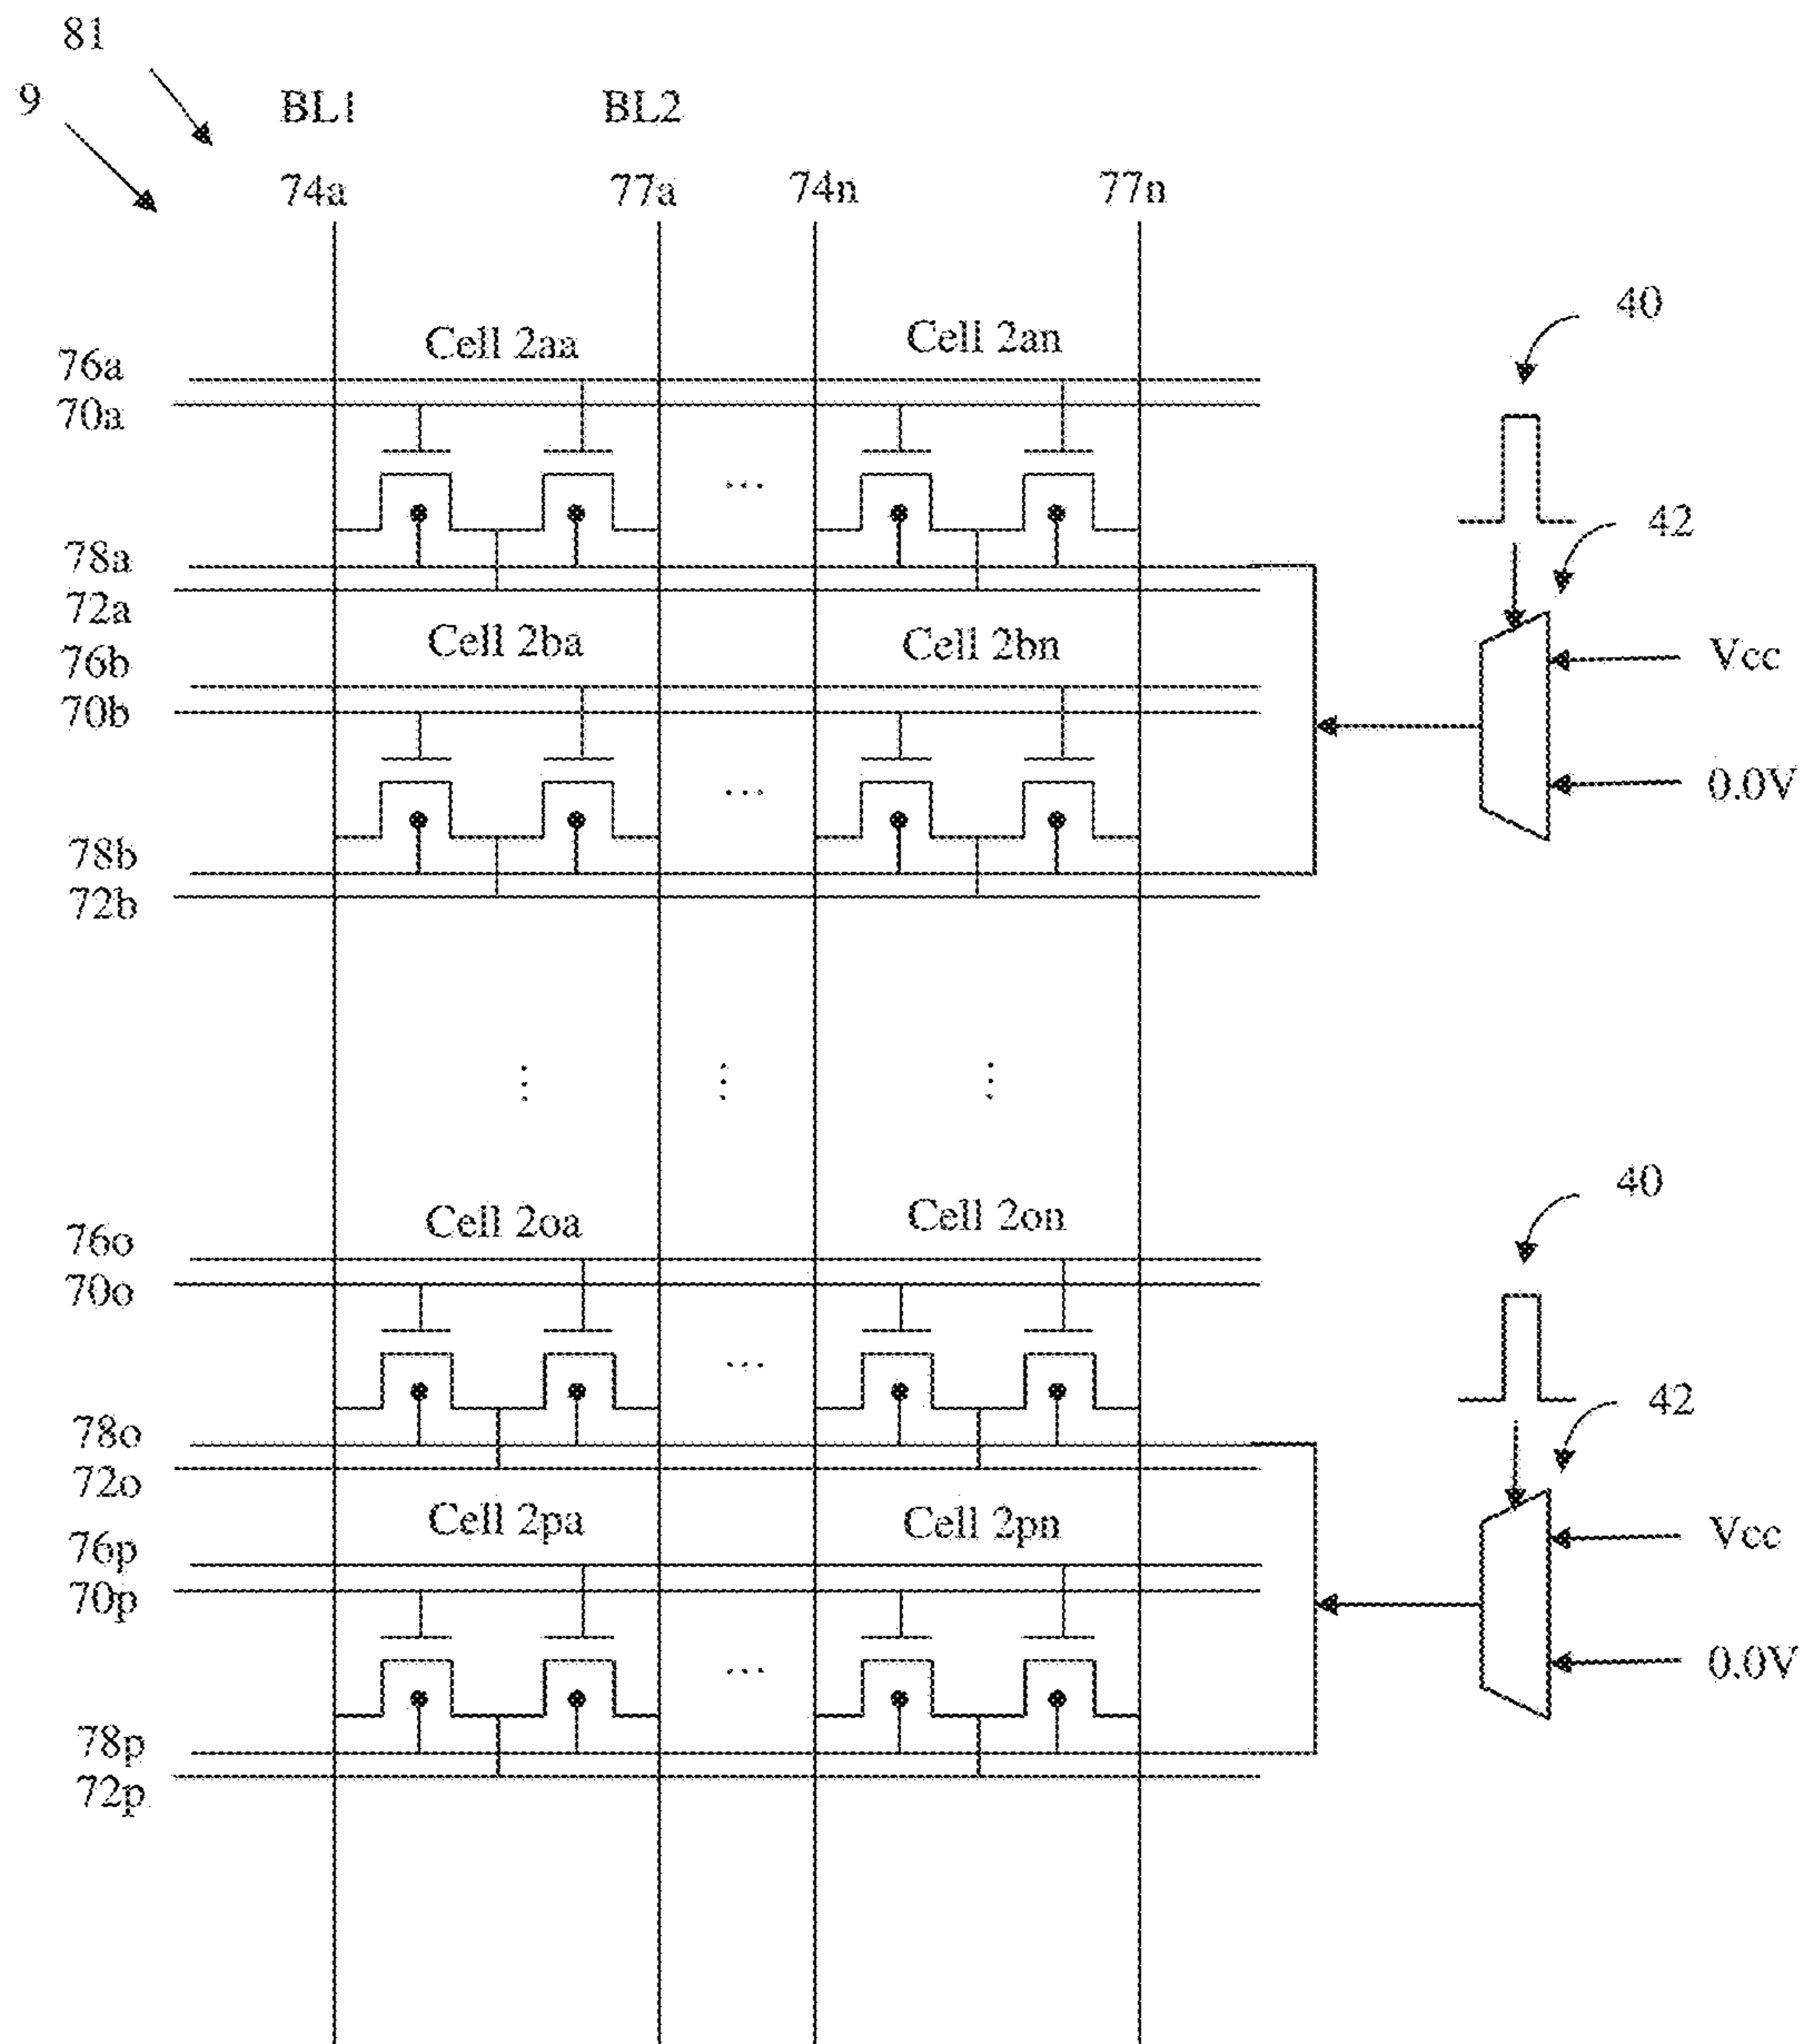 81
9
BL1 BL2
74a 77a 74n 77n
40
Cell 2aa Cell 2an
76a
70a
42
78a
72a
Cell 2ba Cell 2bn
76b
Vcc
70b
0.0V
78b
72b
⋮ ⋮ ⋮
40
Cell 2oa Cell 2on
76o
70o
42
78o
72o
Cell 2pa Cell 2pn
Vcc
76p
70p
0.0V
78p
72p